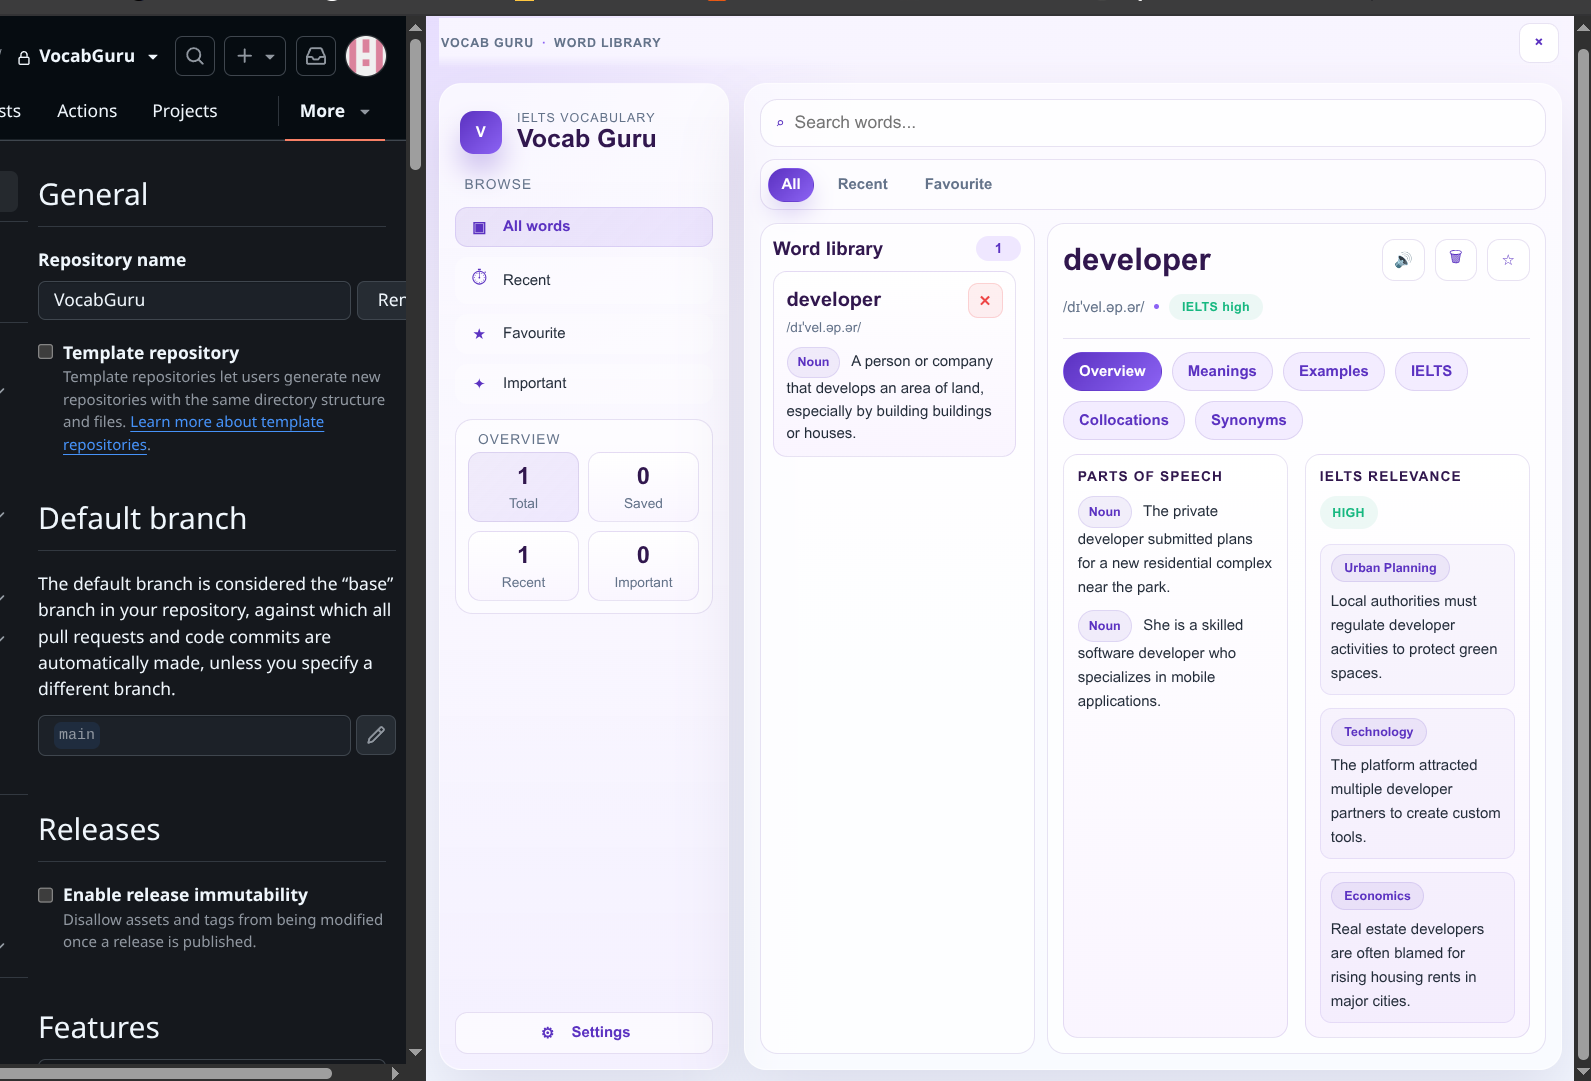 VocabGuru
sts Actions Projects More
General
Repository name
VocabGuru Ren
Template repository
Template repositories let users generate new
repositories with the same directory structure
and files. Learn more about template
repositories.
Default branch
The default branch is considered the “base”
branch in your repository, against which all
pull requests and code commits are
automatically made, unless you specify a
different branch.
main
Releases
Enable release immutability
Disallow assets and tags from being modified
once a release is published.
Features
VOCAB GURU · WORD LIBRARY
V
IELTS VOCABULARY
Vocab Guru
BROWSE
All words
Recent
Favourite
Important
OVERVIEW
1
Total
0
Saved
1
Recent
0
Important
Settings
Search words...
All Recent Favourite
Word library 1
developer
/dɪˈvel.əp.ər/
Noun A person or company
that develops an area of land,
especially by building buildings
or houses.
developer
/dɪˈvel.əp.ər/ • IELTS high
Overview Meanings Examples IELTS
Collocations Synonyms
PARTS OF SPEECH
Noun The private
developer submitted plans
for a new residential complex
near the park.
Noun She is a skilled
software developer who
specializes in mobile
applications.
IELTS RELEVANCE
HIGH
Urban Planning
Local authorities must
regulate developer
activities to protect green
spaces.
Technology
The platform attracted
multiple developer
partners to create custom
tools.
Economics
Real estate developers
are often blamed for
rising housing rents in
major cities.